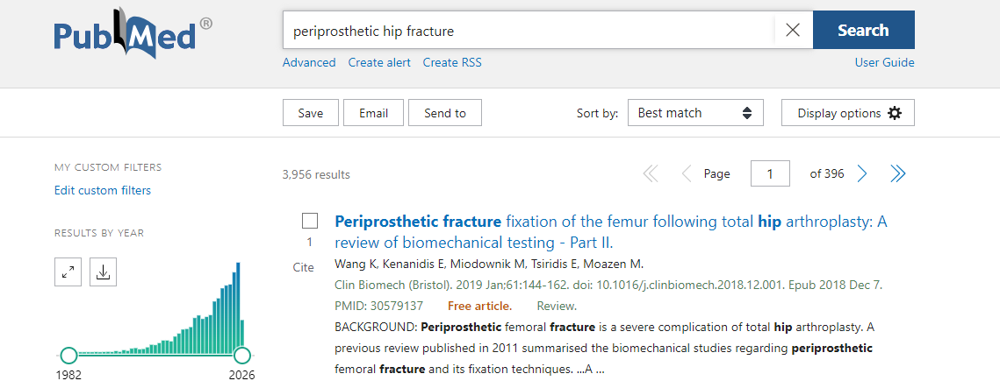 PubMed®
periprosthetic hip fracture
Search
Advanced Create alert Create RSS User Guide
Save Email Send to Sort by: Best match Display options
MY CUSTOM FILTERS
Edit custom filters
3,956 results Page 1 of 396
RESULTS BY YEAR
1982 2026
Periprosthetic fracture fixation of the femur following total hip arthroplasty: A
review of biomechanical testing - Part II.
1
Cite
Wang K, Kenanidis E, Miodownik M, Tsiridis E, Moazen M.
Clin Biomech (Bristol). 2019 Jan;61:144-162. doi: 10.1016/j.clinbiomech.2018.12.001. Epub 2018 Dec 7.
PMID: 30579137 Free article. Review.
BACKGROUND: Periprosthetic femoral fracture is a severe complication of total hip arthroplasty. A
previous review published in 2011 summarised the biomechanical studies regarding periprosthetic
femoral fracture and its fixation techniques. ...A ...